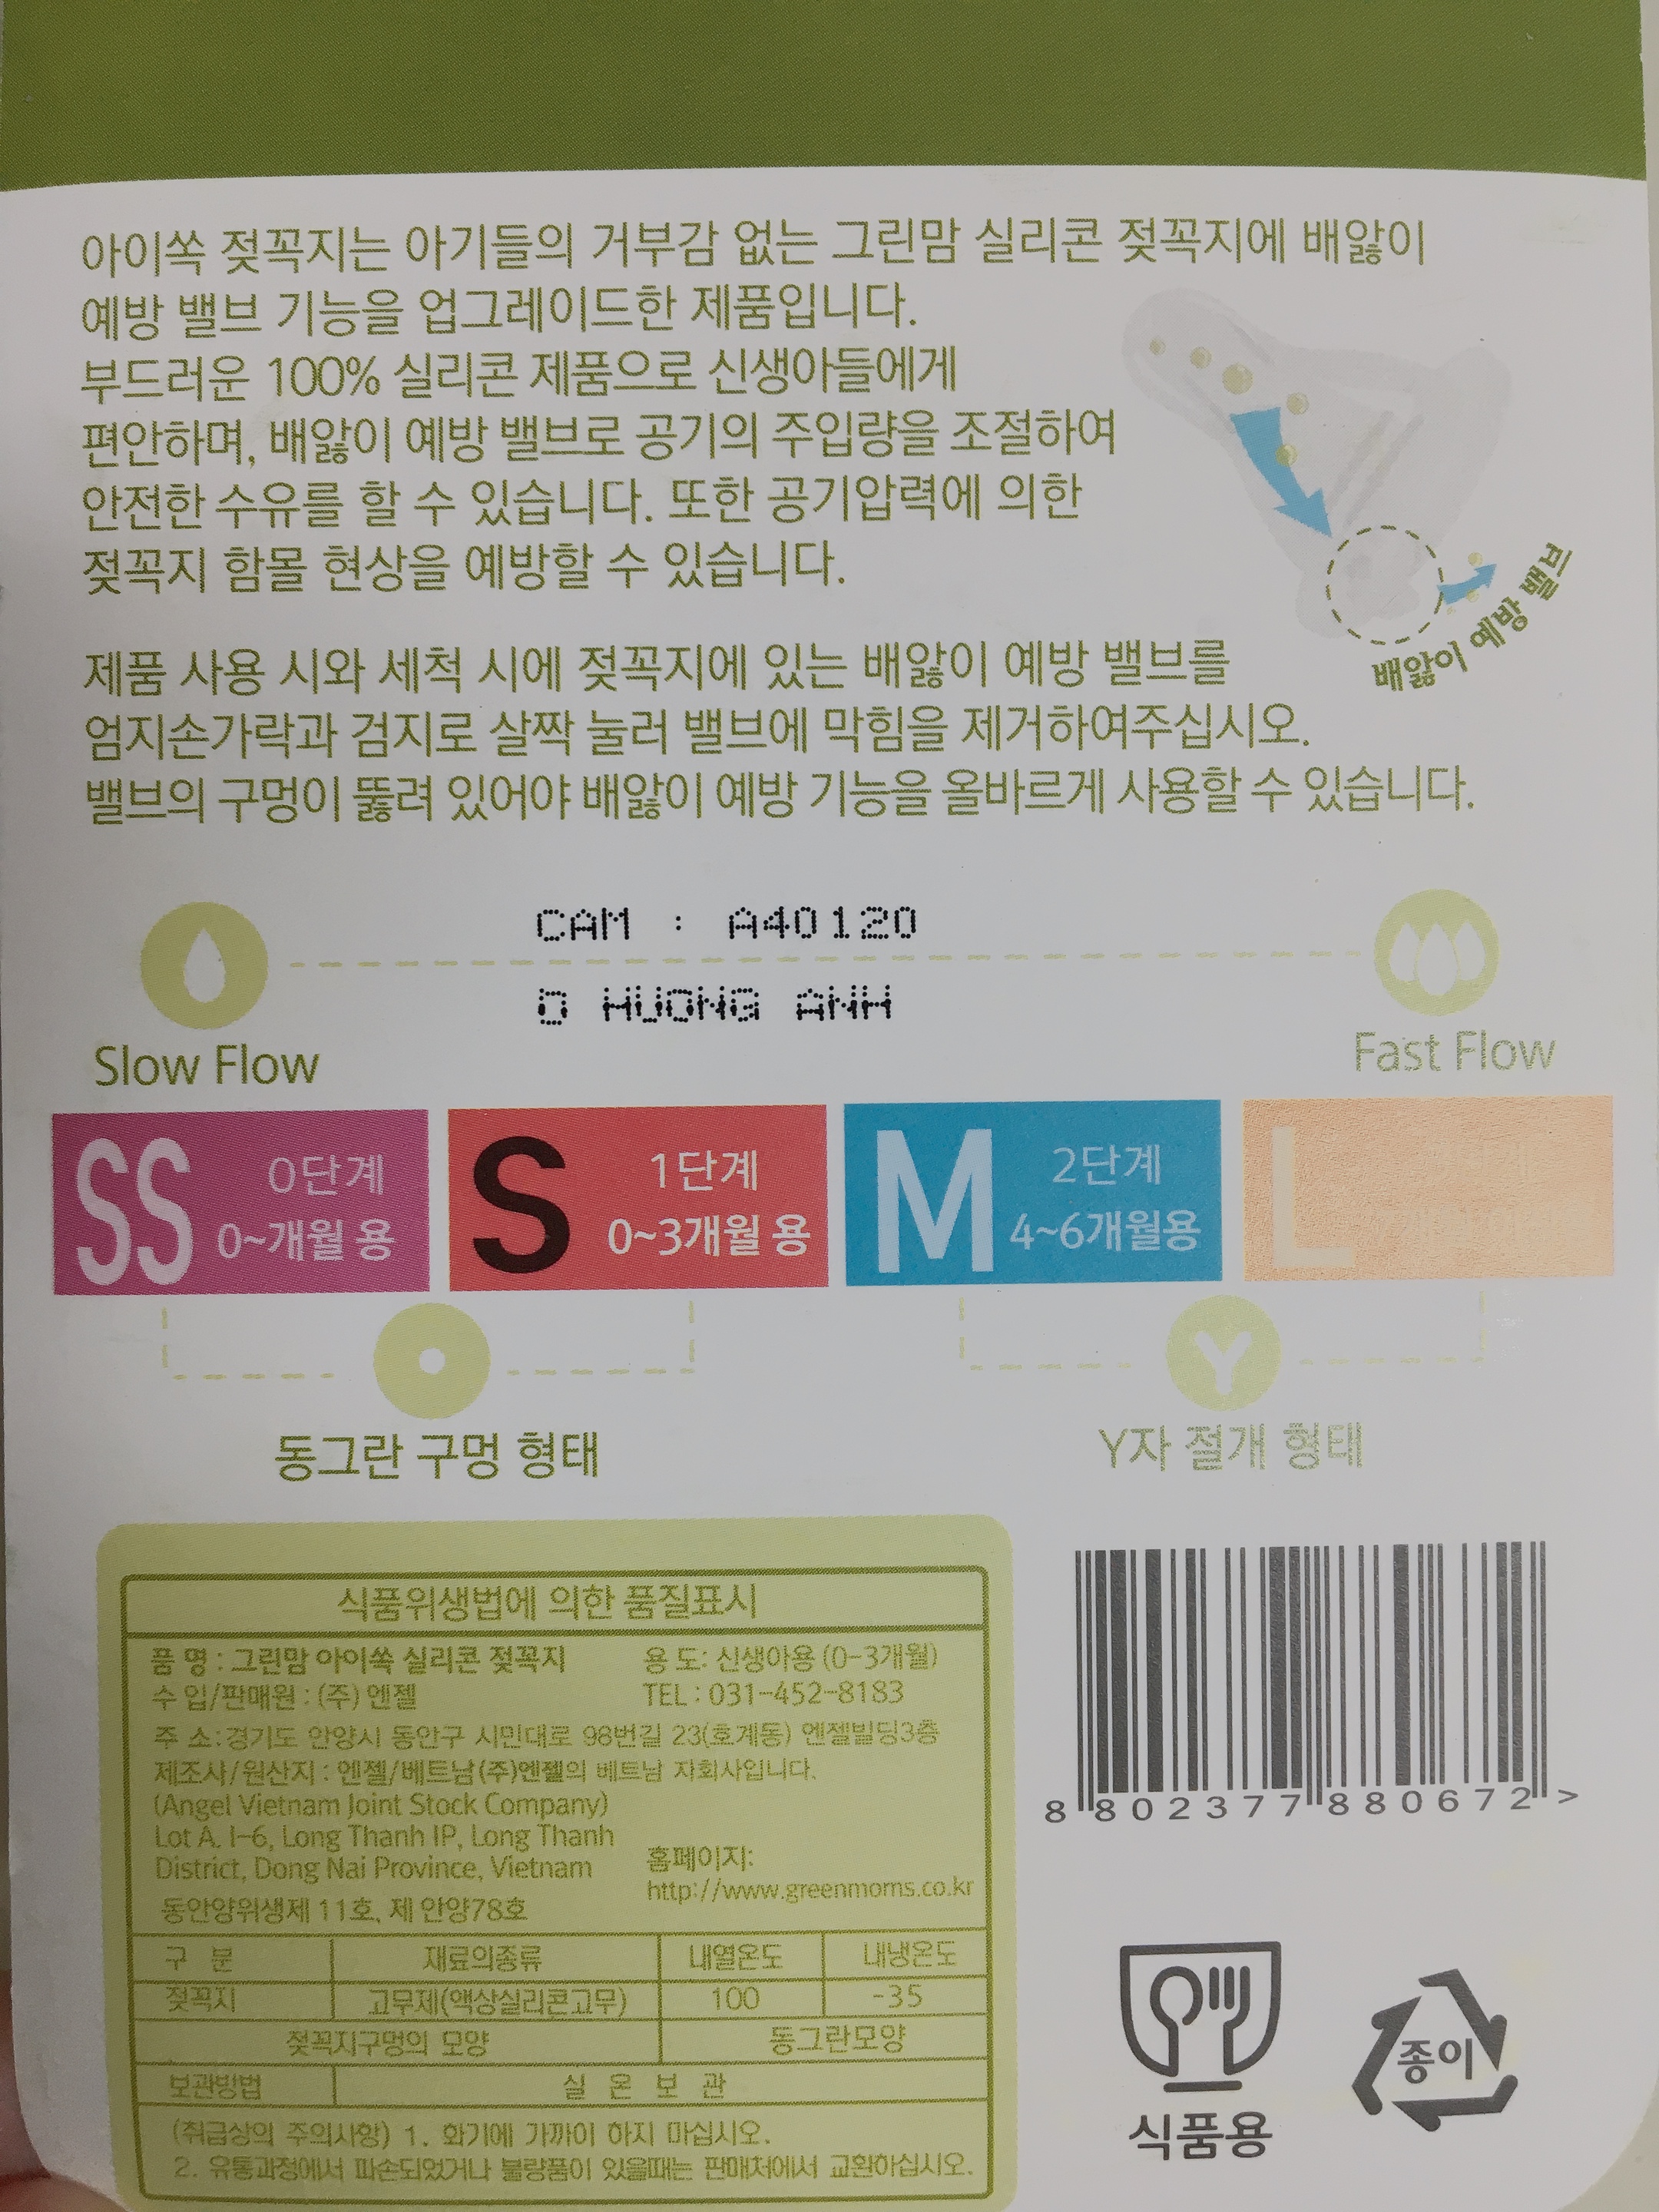 아이쏙 젖꼭지는 아기들의 거부감 없는 그린맘 실리콘 젖꼭지에 배앓이
예방 밸브 기능을 업그레이드한 제품입니다.
부드러운 100% 실리콘 제품으로 신생아들에게
편안하며, 배앓이 예방 밸브로 공기의 주입량을 조절하여
안전한 수유를 할 수 있습니다. 또한 공기압력에 의한
젖꼭지 함몰 현상을 예방할 수 있습니다.
배앓이 예방 밸브
제품 사용 시와 세척 시에 젖꼭지에 있는 배앓이 예방 밸브를
엄지손가락과 검지로 살짝 눌러 밸브에 막힘을 제거하여주십시오.
밸브의 구멍이 뚫려 있어야 배앓이 예방 기능을 올바르게 사용할 수 있습니다.
CAM : A40120
0 HUONG ANH
Slow Flow
Fast Flow
SS 0단계
0~개월 용
S 1단계
0~3개월 용
M 2단계
4~6개월용
L
동그란 구멍 형태
Y
Y자 절개 형태
식품위생법에 의한 품질표시
품 명 : 그린맘 아이쏙 실리콘 젖꼭지 용 도: 신생아용 (0-3개월)
수 입/판매원 : (주) 엔젤 TEL : 031-452-8183
주 소:경기도 안양시 동안구 시민대로 98번길 23(호계동) 엔젤빌딩3층
제조사/원산지 : 엔젤/베트남(주)엔젤의 베트남 자회사입니다.
(Angel Vietnam Joint Stock Company)
Lot A. I-6, Long Thanh IP, Long Thanh
District, Dong Nai Province, Vietnam
홈페이지:
http://www.greenmoms.co.kr
동안양위생제 11호, 제 안양78호
구 분 재료의종류 내열온도 내냉온도
젖꼭지 고무제(액상실리콘고무) 100 -35
젖꼭지구멍의 모양 동그란모양
보관방법 실 온 보 관
(취급상의 주의사항) 1. 화기에 가까이 하지 마십시오.
2. 유통과정에서 파손되었거나 불량품이 있을때는 판매처에서 교환하십시오.
8 802377 880672 >
식품용
종이